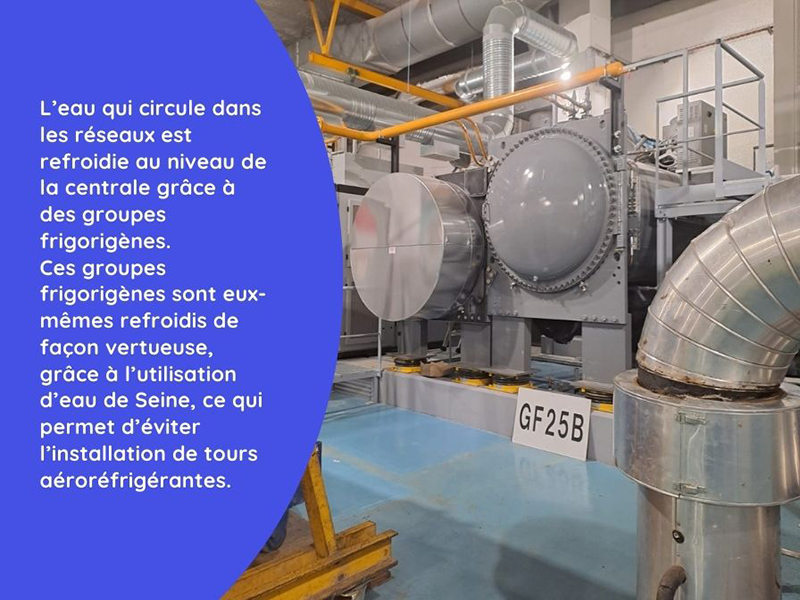 L’eau qui circule dans
les réseaux est
refroidie au niveau de
la centrale grâce à
des groupes
frigorigènes.
Ces groupes
frigorigènes sont eux-
mêmes refroidis de
façon vertueuse,
grâce à l’utilisation
d’eau de Seine, ce qui
permet d’éviter
l’installation de tours
aéroréfrigérantes.
GF25B